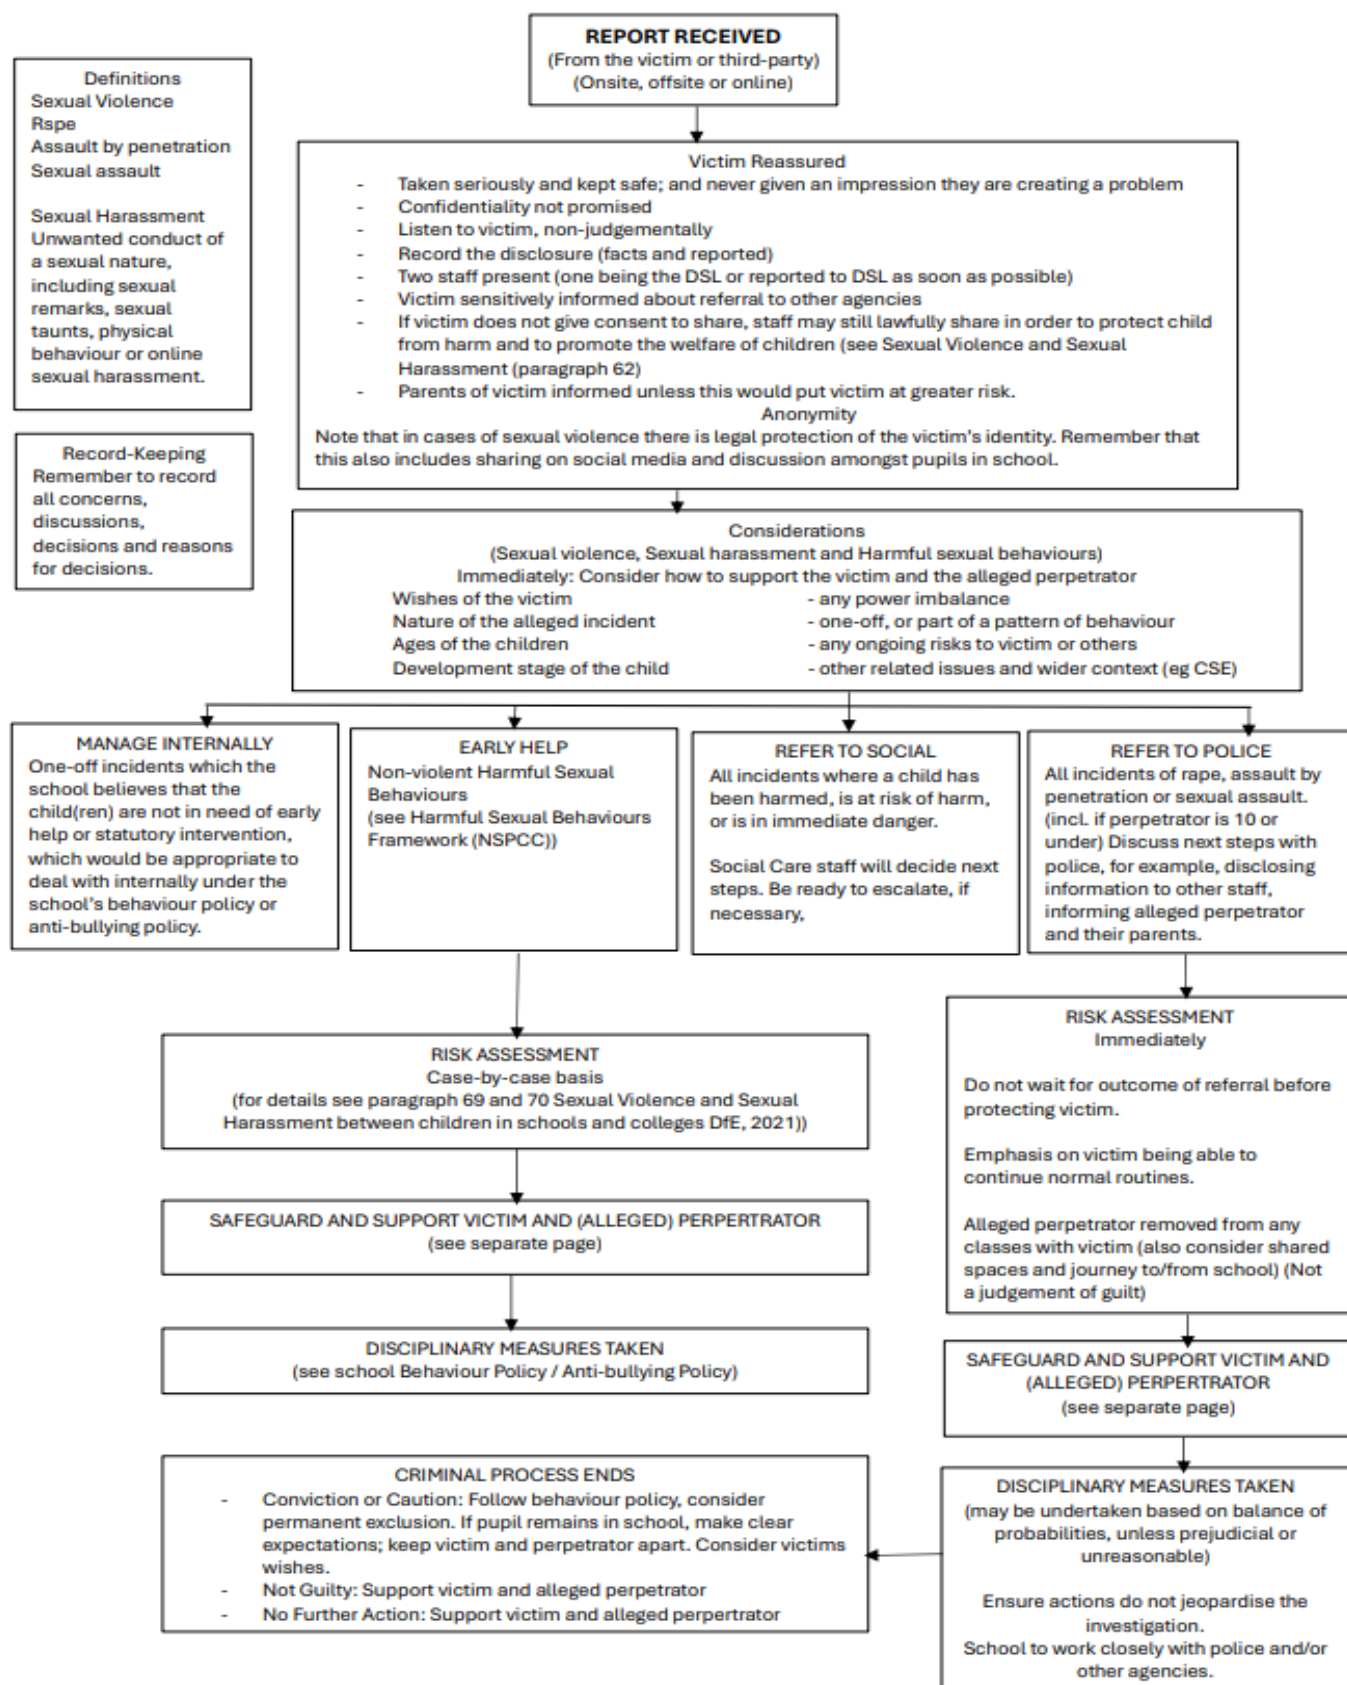 REPORT RECEIVED
(From the victim or third-party)
(Onsite, offsite or online)
Definitions
Sexual Violence
Rspe
Assault by penetration
Sexual assault
Sexual Harassment
Unwanted conduct of
a sexual nature,
including sexual
remarks, sexual
taunts, physical
behaviour or online
sexual harassment.
Victim Reassured
- Taken seriously and kept safe; and never given an impression they are creating a problem
- Confidentiality not promised
- Listen to victim, non-judgementally
- Record the disclosure (facts and reported)
- Two staff present (one being the DSL or reported to DSL as soon as possible)
- Victim sensitively informed about referral to other agencies
- If victim does not give consent to share, staff may still lawfully share in order to protect child
from harm and to promote the welfare of children (see Sexual Violence and Sexual
Harassment (paragraph 62)
- Parents of victim informed unless this would put victim at greater risk.
Anonymity
Note that in cases of sexual violence there is legal protection of the victim's identity. Remember that
this also includes sharing on social media and discussion amongst pupils in school.
Record-Keeping
Remember to record
all concerns,
discussions,
decisions and reasons
for decisions.
Considerations
(Sexual violence, Sexual harassment and Harmful sexual behaviours)
Immediately: Consider how to support the victim and the alleged perpetrator
Wishes of the victim - any power imbalance
Nature of the alleged incident - one-off, or part of a pattern of behaviour
Ages of the children - any ongoing risks to victim or others
Development stage of the child - other related issues and wider context (eg CSE)
MANAGE INTERNALLY
One-off incidents which the
school believes that the
child(ren) are not in need of early
help or statutory intervention,
which would be appropriate to
deal with internally under the
school's behaviour policy or
anti-bullying policy.
EARLY HELP
Non-violent Harmful Sexual
Behaviours
(see Harmful Sexual Behaviours
Framework (NSPCC))
REFER TO SOCIAL
All incidents where a child has
been harmed, is at risk of harm,
or is in immediate danger.
Social Care staff will decide next
steps. Be ready to escalate, if
necessary,
REFER TO POLICE
All incidents of rape, assault by
penetration or sexual assault.
(incl. if perpetrator is 10 or
under) Discuss next steps with
police, for example, disclosing
information to other staff,
informing alleged perpetrator
and their parents.
RISK ASSESSMENT
Case-by-case basis
(for details see paragraph 69 and 70 Sexual Violence and Sexual
Harassment between children in schools and colleges DfE, 2021))
SAFEGUARD AND SUPPORT VICTIM AND (ALLEGED) PERPERTRATOR
(see separate page)
DISCIPLINARY MEASURES TAKEN
(see school Behaviour Policy / Anti-bullying Policy)
RISK ASSESSMENT
Immediately
Do not wait for outcome of referral before
protecting victim.
Emphasis on victim being able to
continue normal routines.
Alleged perpetrator removed from any
classes with victim (also consider shared
spaces and journey to/from school) (Not
a judgement of guilt)
SAFEGUARD AND SUPPORT VICTIM AND
(ALLEGED) PERPERTRATOR
(see separate page)
DISCIPLINARY MEASURES TAKEN
(may be undertaken based on balance of
probabilities, unless prejudicial or
unreasonable)
Ensure actions do not jeopardise the
investigation.
School to work closely with police and/or
other agencies.
CRIMINAL PROCESS ENDS
- Conviction or Caution: Follow behaviour policy, consider
permanent exclusion. If pupil remains in school, make clear
expectations; keep victim and perpetrator apart. Consider victims
wishes.
- Not Guilty: Support victim and alleged perpetrator
- No Further Action: Support victim and alleged perpertrator